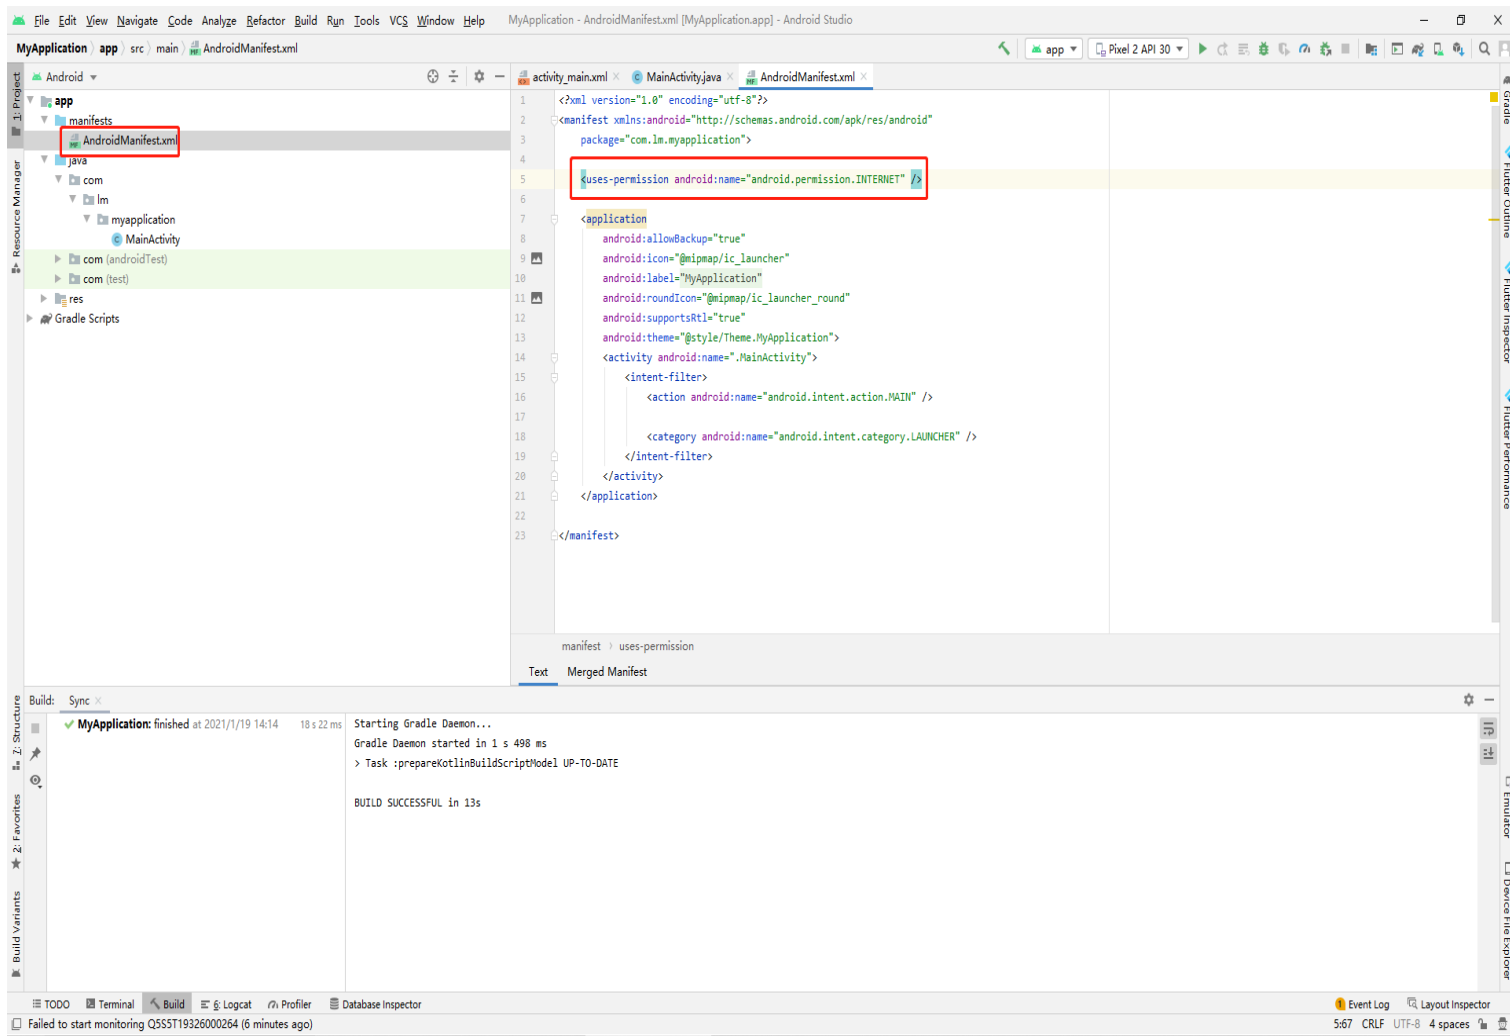 File Edit View Navigate Code Analyze Refactor Build Run Tools VCS Window Help MyApplication - AndroidManifest.xml [MyApplication.app] - Android Studio
MyApplication app src main AndroidManifest.xml
app Pixel 2 API 30
1: Project
Resource Manager
Android
app
manifests
AndroidManifest.xml
java
com
lm
myapplication
MainActivity
com (androidTest)
com (test)
res
Gradle Scripts
activity_main.xml MainActivity.java AndroidManifest.xml
1 <?xml version="1.0" encoding="utf-8"?>
2 <manifest xmlns:android="http://schemas.android.com/apk/res/android"
3 package="com.lm.myapplication">
4
5 <uses-permission android:name="android.permission.INTERNET" />
6
7 <application
8 android:allowBackup="true"
9 android:icon="@mipmap/ic_launcher"
10 android:label="MyApplication"
11 android:roundIcon="@mipmap/ic_launcher_round"
12 android:supportsRtl="true"
13 android:theme="@style/Theme.MyApplication">
14 <activity android:name=".MainActivity">
15 <intent-filter>
16 <action android:name="android.intent.action.MAIN" />
17
18 <category android:name="android.intent.category.LAUNCHER" />
19 </intent-filter>
20 </activity>
21 </application>
22
23 </manifest>
manifest uses-permission
Text Merged Manifest
Gradle
Flutter Outline
Flutter Inspector
Flutter Performance
Build: Sync
MyApplication: finished at 2021/1/19 14:14 18 s 22 ms
Starting Gradle Daemon...
Gradle Daemon started in 1 s 498 ms
> Task :prepareKotlinBuildScriptModel UP-TO-DATE
BUILD SUCCESSFUL in 13s
7: Structure
2: Favorites
Build Variants
Emulator
Device File Explorer
TODO Terminal Build 6: Logcat Profiler Database Inspector 1 Event Log Layout Inspector
Failed to start monitoring Q5S5T19326000264 (6 minutes ago) 5:67 CRLF UTF-8 4 spaces